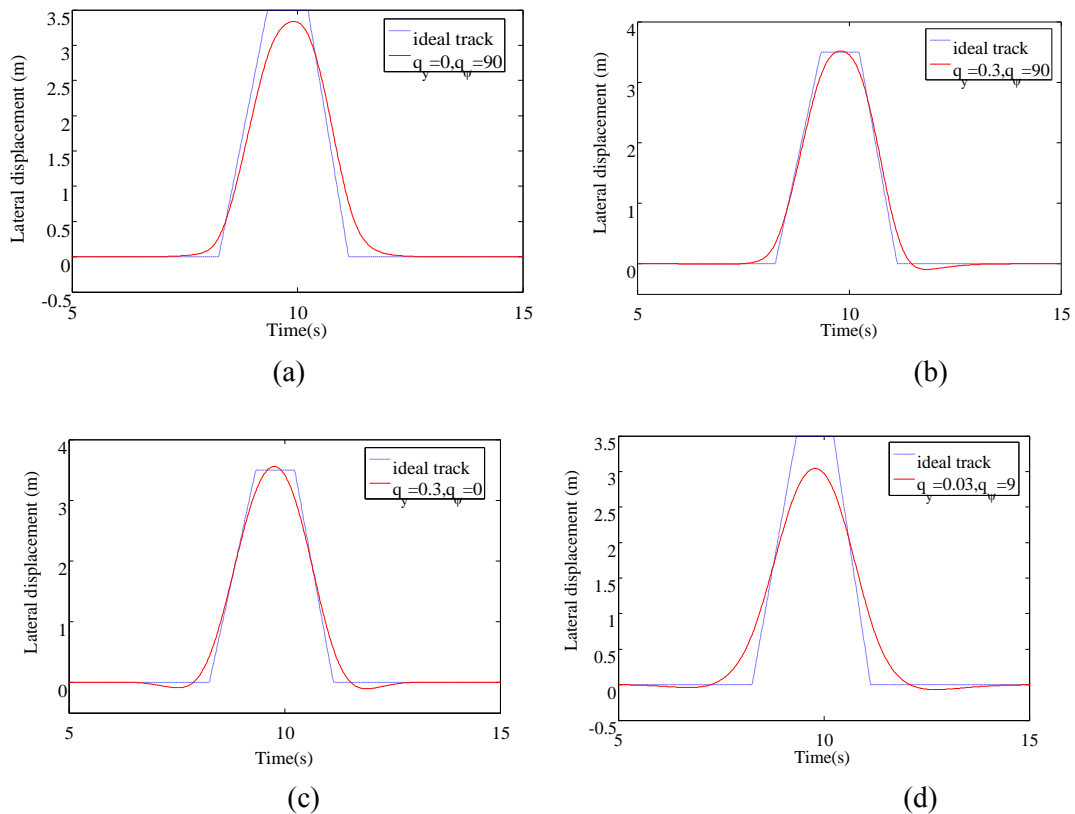 3.5
3
2.5
2
1.5
1
0.5
0
-0.5
5
10
15
Lateral displacement (m)
Time(s)
ideal track
q_y=0,q_ψ=90
(a)
4
3
2
1
0
5
10
15
Lateral displacement (m)
Time(s)
ideal track
q_y=0.3,q_ψ=90
(b)
4
2
0
5
10
15
Lateral displacement (m)
Time(s)
ideal track
q_y=0.3,q_ψ=0
(c)
3.5
3
2.5
2
1.5
1
0.5
0
-0.5
5
10
15
Lateral displacement (m)
Time(s)
ideal track
q_y=0.03,q_ψ=9
(d)